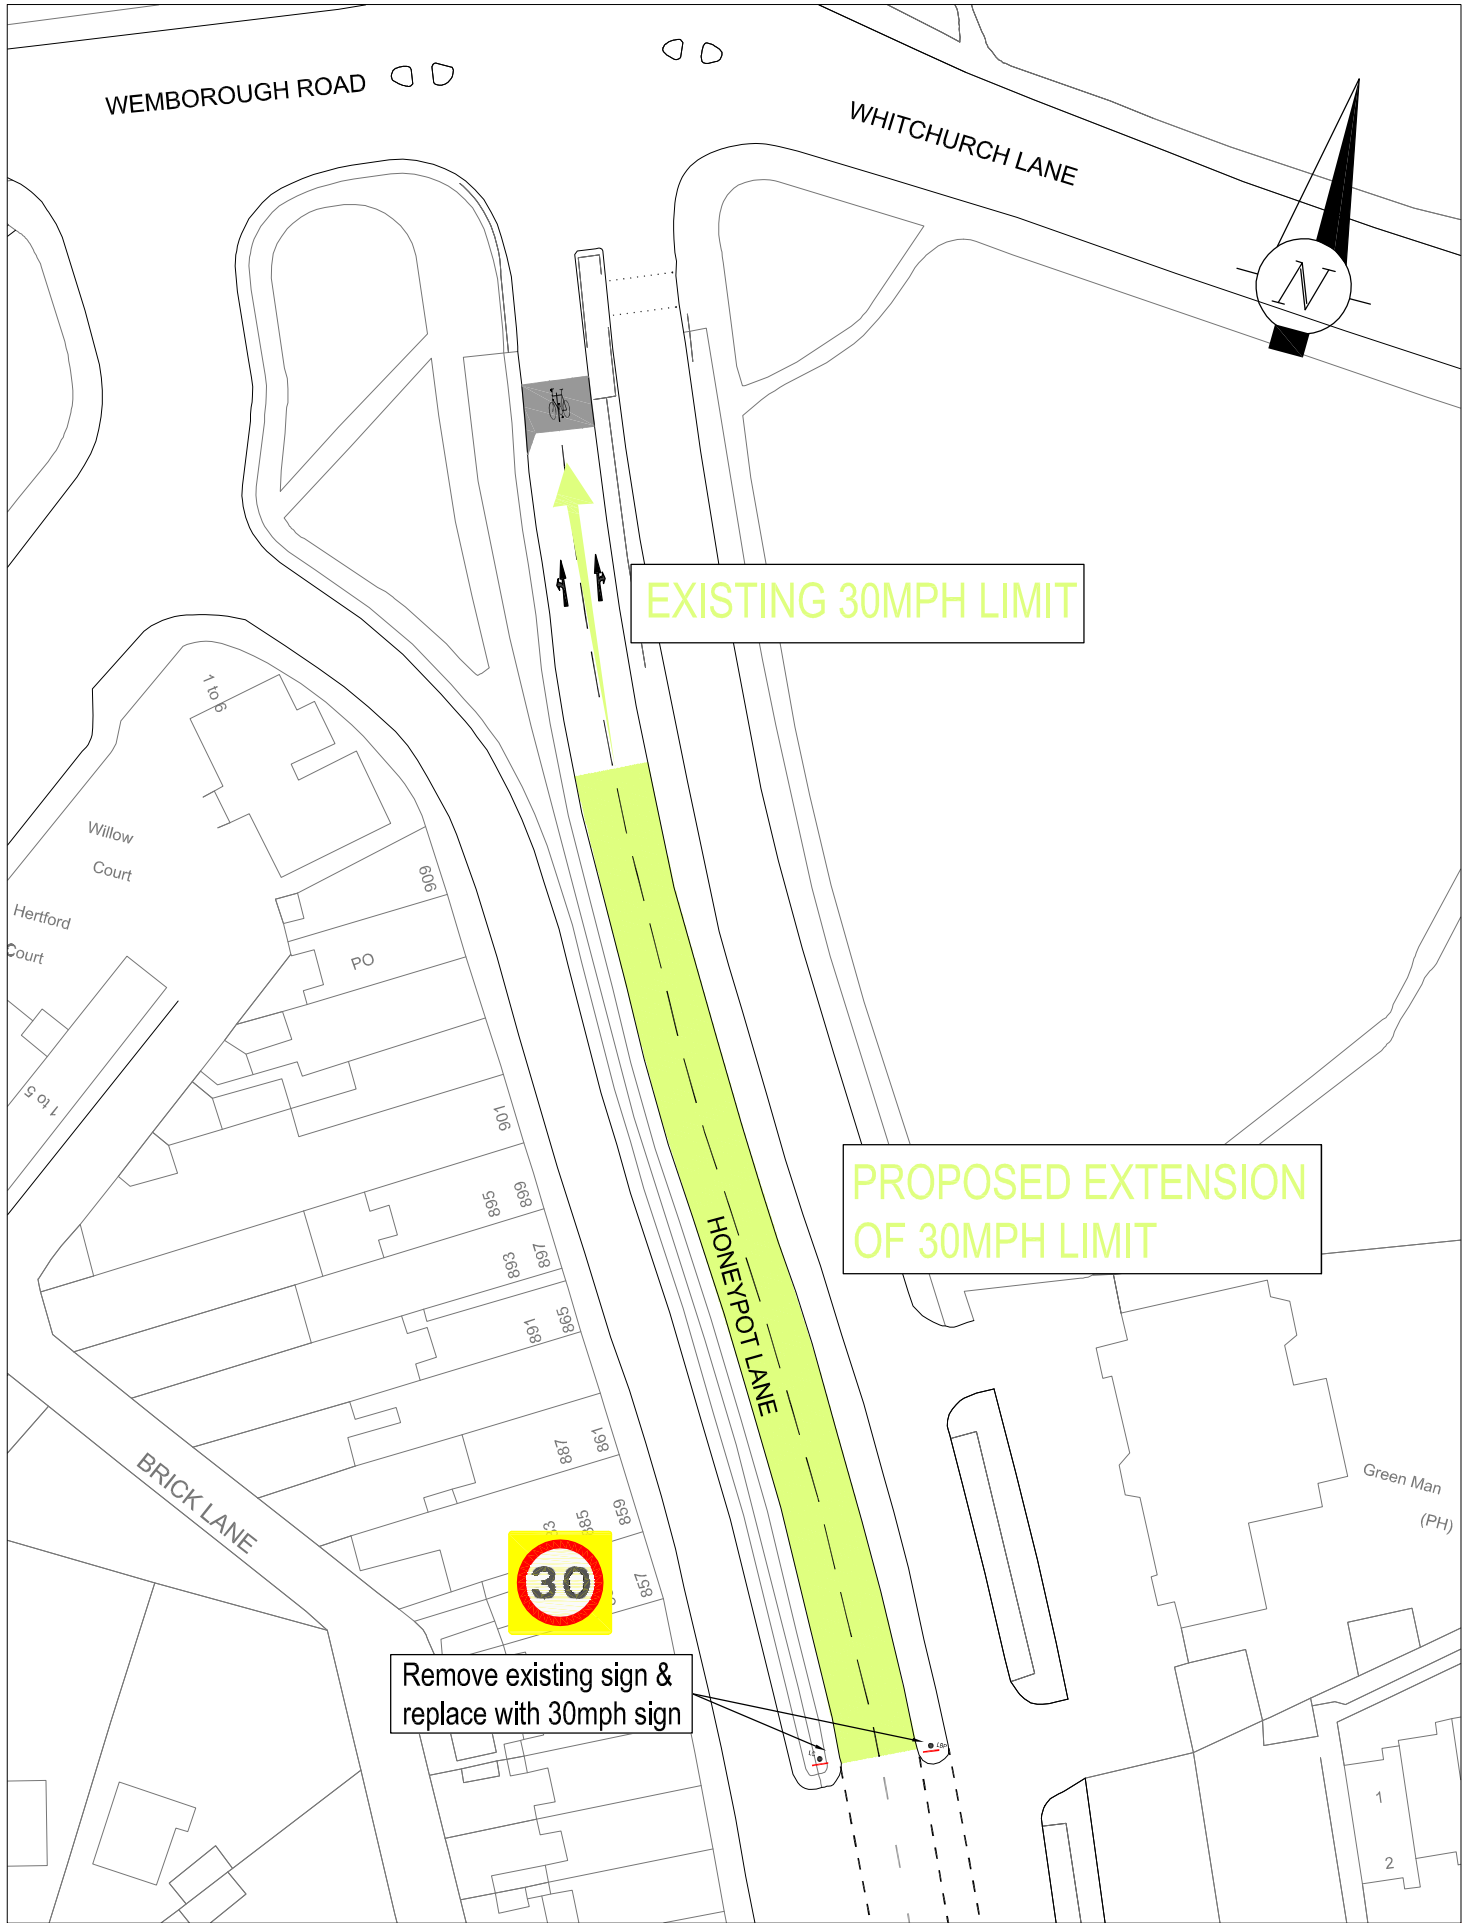 WEMBOROUGH ROAD
WHITCHURCH LANE
N
EXISTING 30MPH LIMIT
1 to 6
Willow
Court
Hertford
Court
909
PO
1 to 5
901
PROPOSED EXTENSION
OF 30MPH LIMIT
899
895
897
893
HONEYPOT LANE
865
891
861
887
BRICK LANE
Green Man
(PH)
859
885
857
30
Remove existing sign &
replace with 30mph sign
1
2